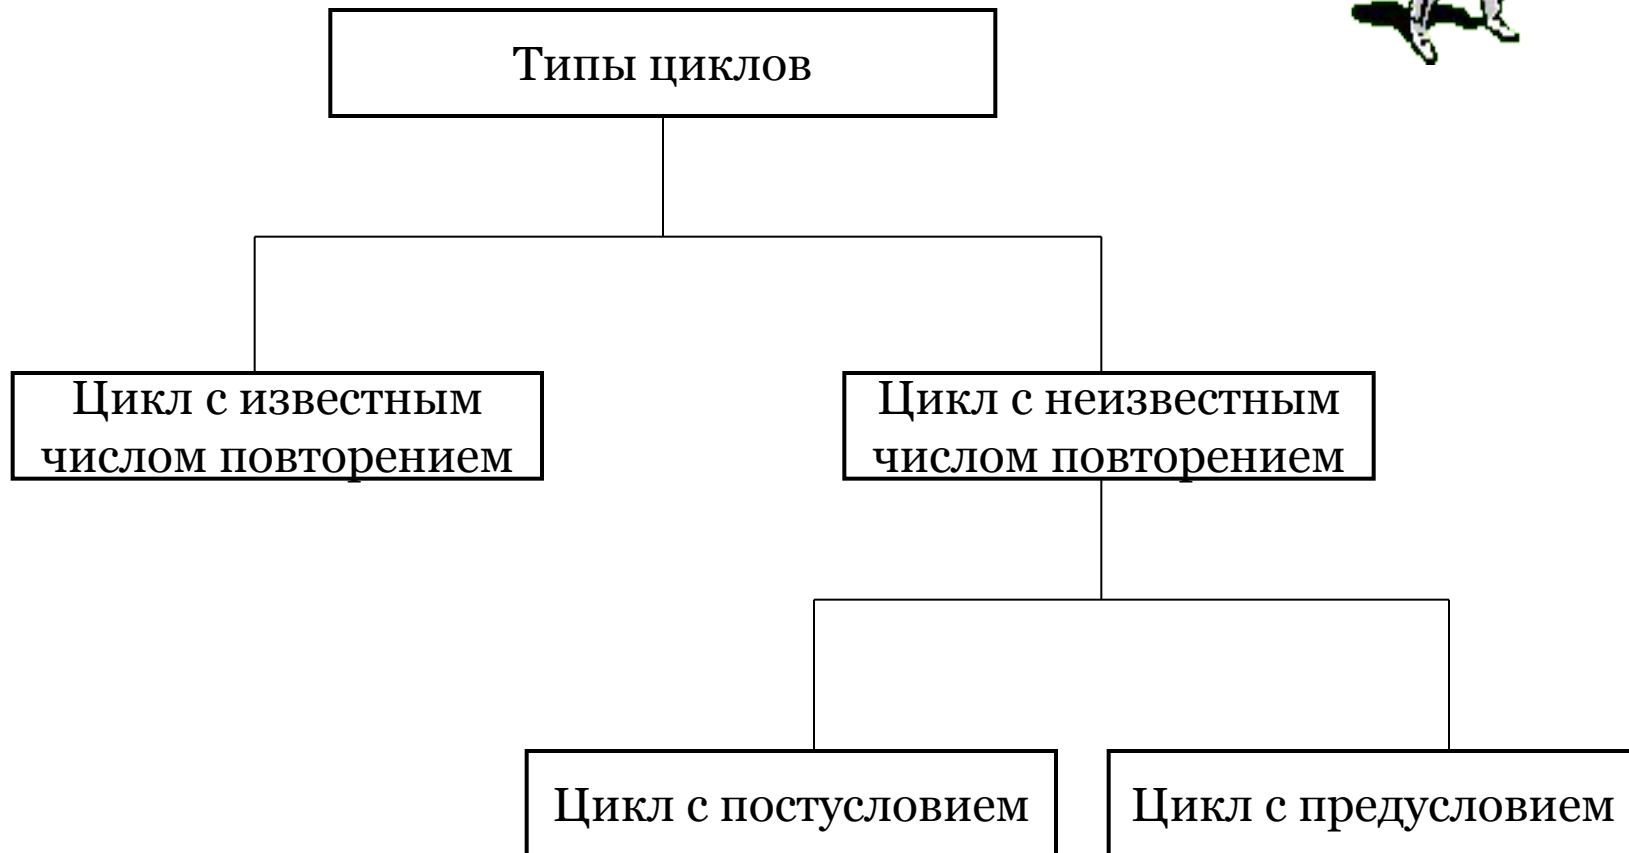 Типы циклов
Цикл с известным
числом повторением
Цикл с неизвестным
числом повторением
Цикл с постусловием
Цикл с предусловием